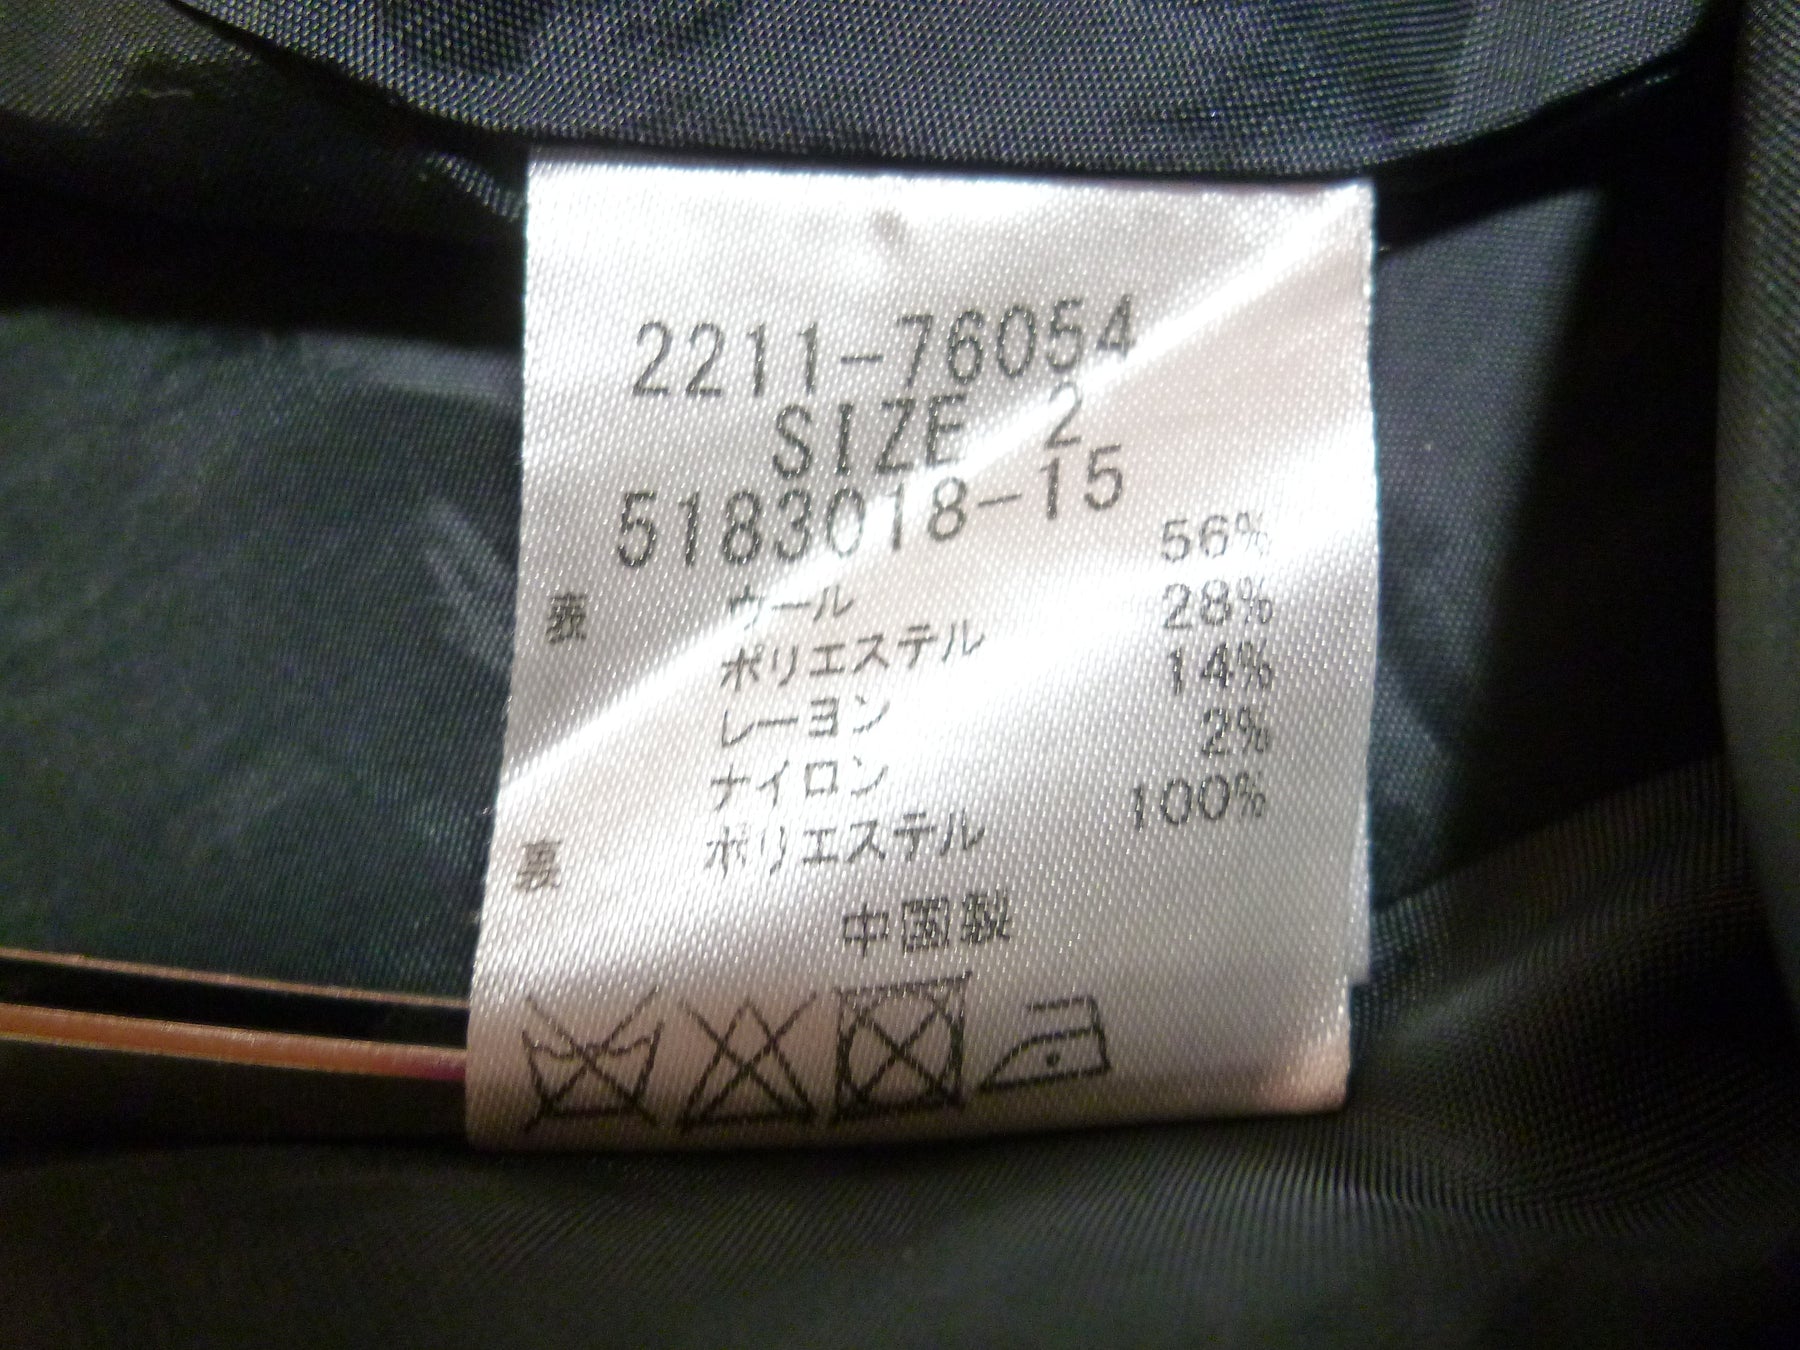 2211-76054
SIZE 2
5183018-15
表 ウール 56%
ポリエステル 28%
レーヨン 14%
ナイロン 2%
裏 ポリエステル 100%
中国製